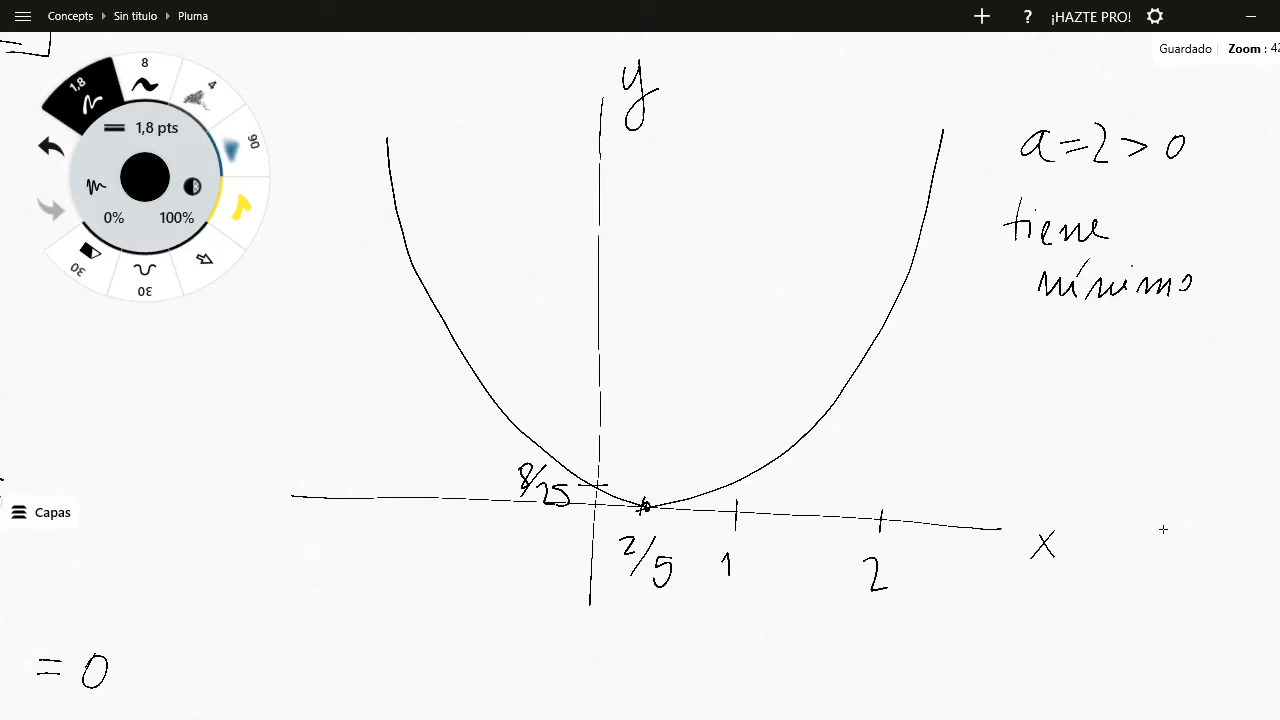 Concepts Sin título Pluma
¡HAZTE PRO!
Guardado Zoom : 42
1,8
8
4
90
1,8 pts
0% 100%
30
30
Capas
y
a=2>0
tiene
mínimo
8/25
2/5 1 2
x
= 0